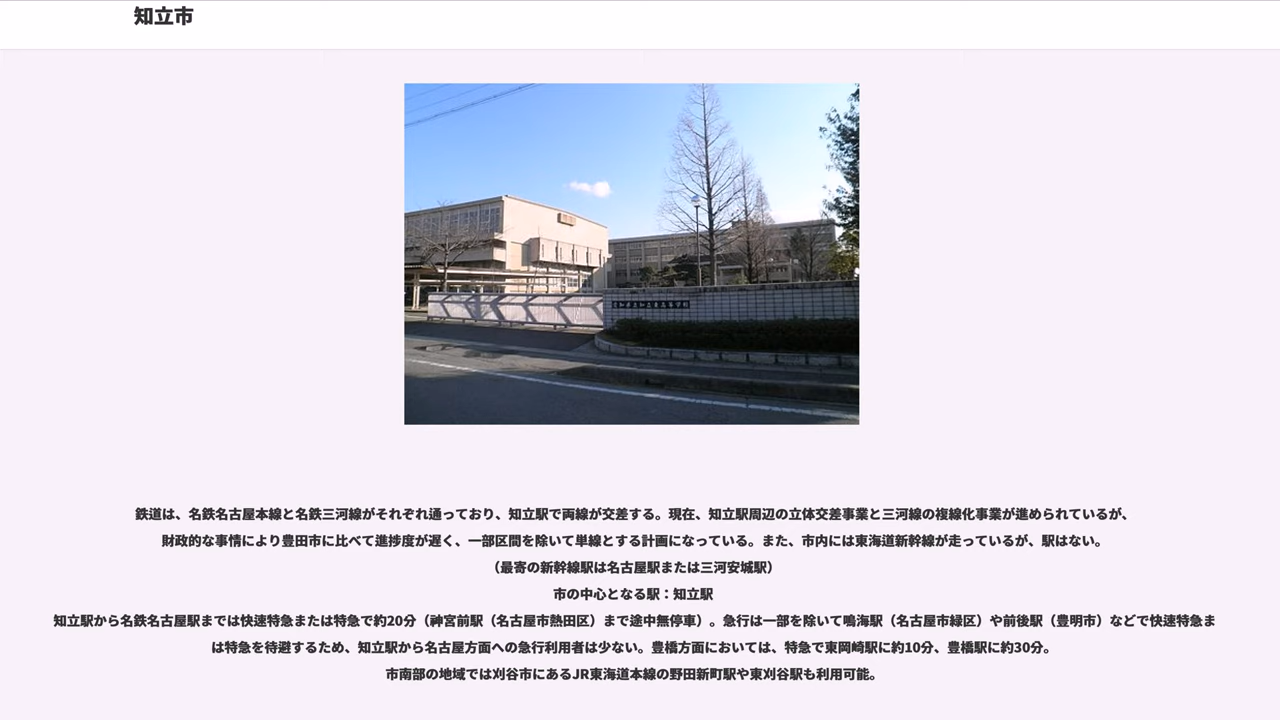 知立市
愛知県立知立東高等学校
鉄道は、名鉄名古屋本線と名鉄三河線がそれぞれ通っており、知立駅で両線が交差する。現在、知立駅周辺の立体交差事業と三河線の複線化事業が進められているが、
財政的な事情により豊田市に比べて進捗度が遅く、一部区間を除いて単線とする計画になっている。また、市内には東海道新幹線が走っているが、駅はない。
（最寄の新幹線駅は名古屋駅または三河安城駅）
市の中心となる駅：知立駅
知立駅から名鉄名古屋駅までは快速特急または特急で約20分（神宮前駅（名古屋市熱田区）まで途中無停車）。急行は一部を除いて鳴海駅（名古屋市緑区）や前後駅（豊明市）などで快速特急ま
は特急を待避するため、知立駅から名古屋方面への急行利用者は少ない。豊橋方面においては、特急で東岡崎駅に約10分、豊橋駅に約30分。
市南部の地域では刈谷市にあるJR東海道本線の野田新町駅や東刈谷駅も利用可能。